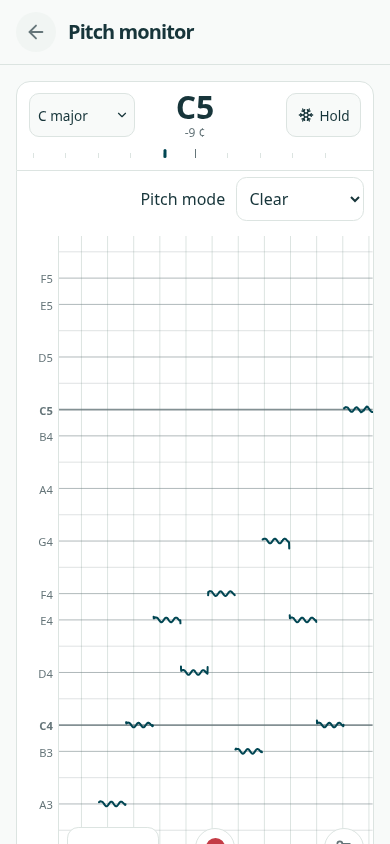 Pitch monitor
C major
C5
-9 ¢
Hold
Pitch mode
Clear
F5
E5
D5
C5
B4
A4
G4
F4
E4
D4
C4
B3
A3